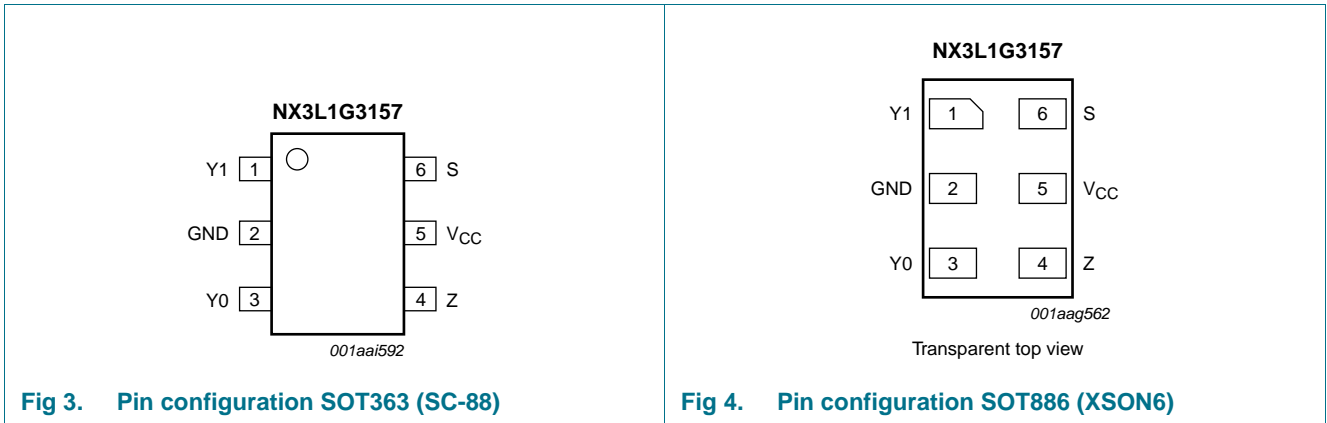 NX3L1G3157
Y1 1 6 S
GND 2 5 VCC
Y0 3 4 Z
001aai592
Fig 3. Pin configuration SOT363 (SC-88)
NX3L1G3157
Y1 1 6 S
GND 2 5 VCC
Y0 3 4 Z
001aag562
Transparent top view
Fig 4. Pin configuration SOT886 (XSON6)